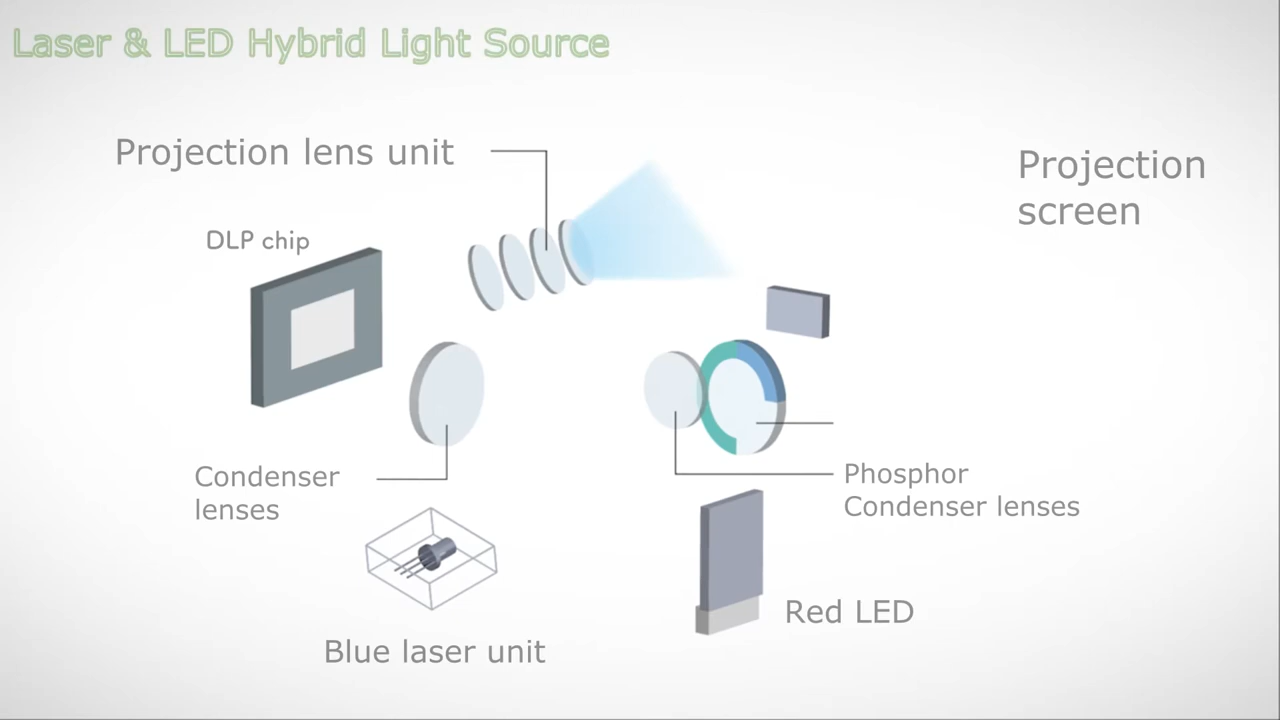 Laser & LED Hybrid Light Source
Projection lens unit
Projection
screen
DLP chip
Condenser
lenses
Phosphor
Condenser lenses
Red LED
Blue laser unit